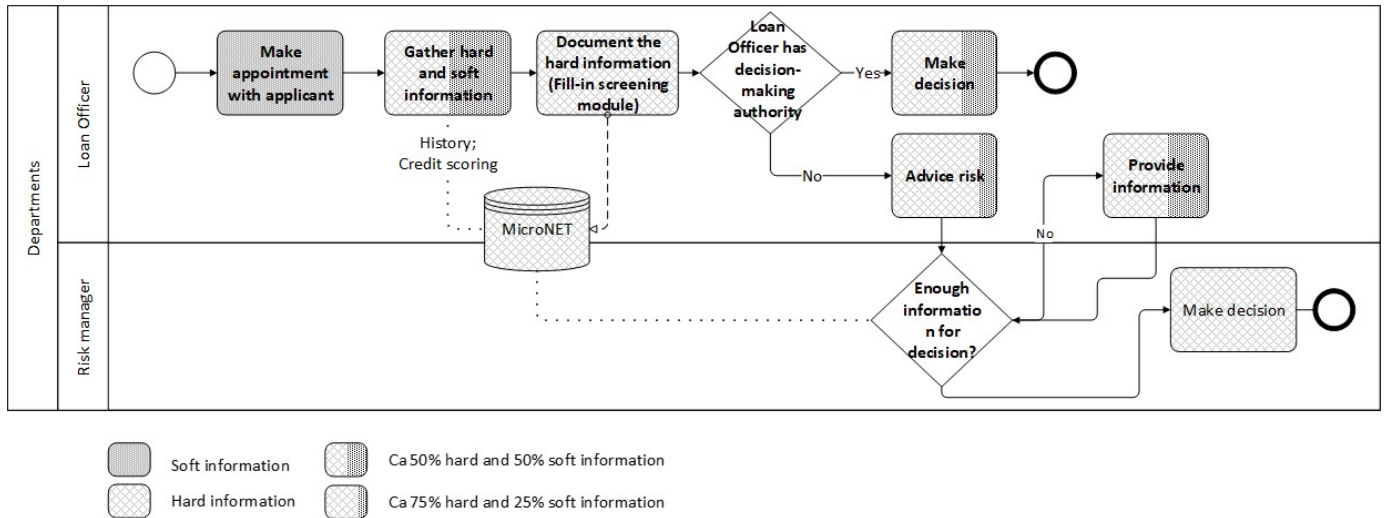 Departments
Loan Officer
Risk manager
Make
appointment
with applicant
Gather hard
and soft
information
Document the
hard information
(Fill-in screening
module)
Loan
Officer has
decision-
making
authority
Yes
Make
decision
History;
Credit scoring
No
Advice risk
Provide
information
MicroNET
No
Enough
informatio
n for
decision?
Make decision
Soft information
Ca 50% hard and 50% soft information
Hard information
Ca 75% hard and 25% soft information